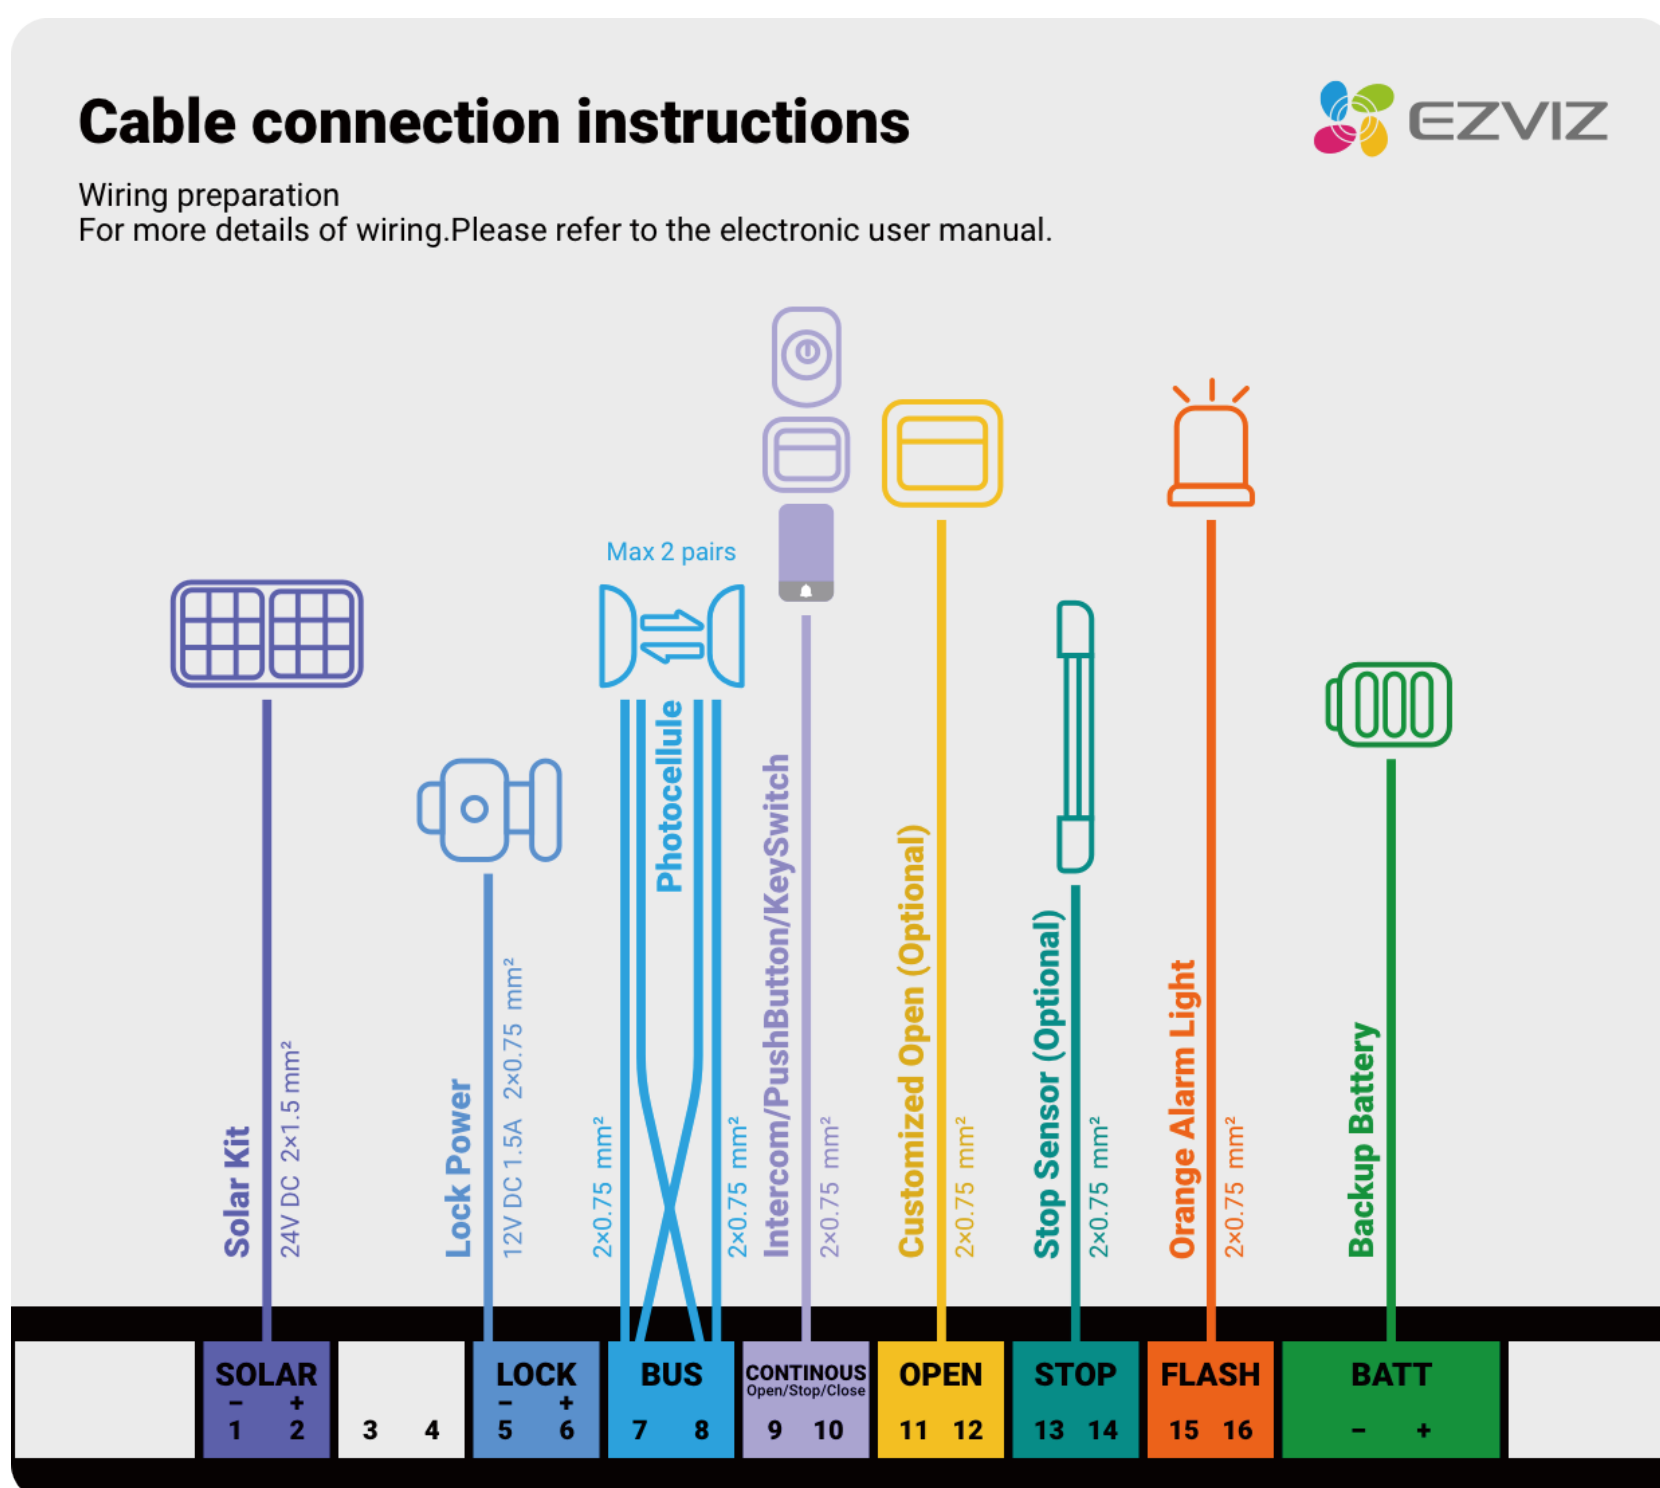 Cable connection instructions
EZVIZ
Wiring preparation
For more details of wiring.Please refer to the electronic user manual.
Max 2 pairs
Solar Kit
24V DC 2×1.5 mm²
Lock Power
12V DC 1.5A 2×0.75 mm²
2×0.75 mm²
Photocellule
2×0.75 mm²
Intercom/PushButton/KeySwitch
2×0.75 mm²
Customized Open (Optional)
2×0.75 mm²
Stop Sensor (Optional)
2×0.75 mm²
Orange Alarm Light
2×0.75 mm²
Backup Battery
SOLAR
− +
1 2
3 4
LOCK
− +
5 6
BUS
7 8
CONTINOUS
Open/Stop/Close
9 10
OPEN
11 12
STOP
13 14
FLASH
15 16
BATT
− +